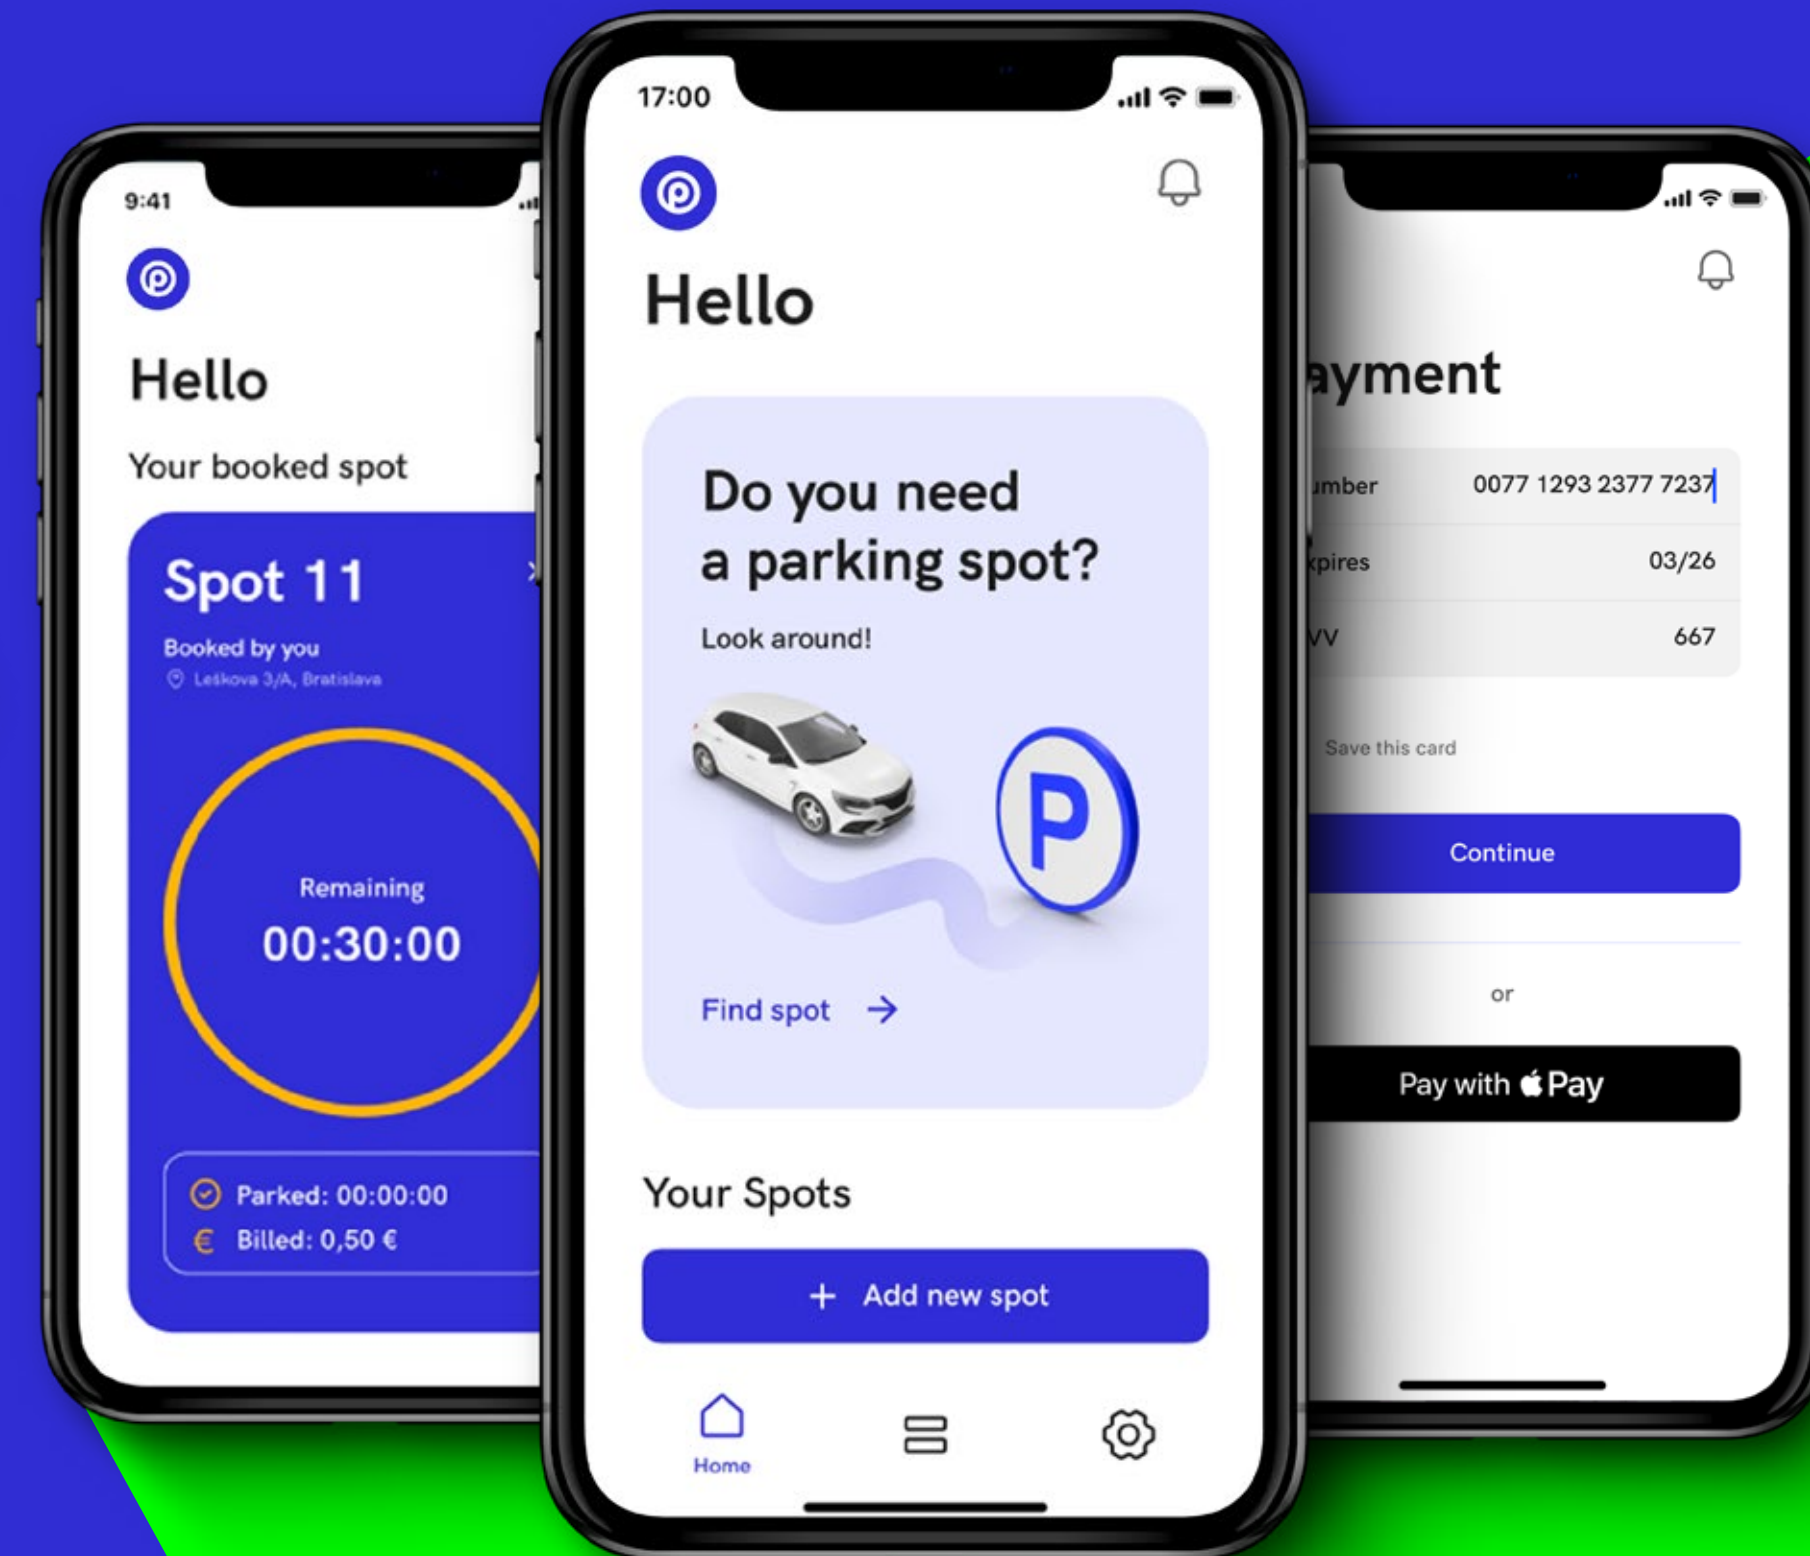 9:41
Hello
Your booked spot
Spot 11
Booked by you
Leškova 3/A, Bratislava
Remaining
00:30:00
Parked: 00:00:00
€ Billed: 0,50 €
17:00
Hello
Do you need
a parking spot?
Look around!
P
Find spot
Your Spots
+ Add new spot
Home
ayment
umber 0077 1293 2377 7237
xpires 03/26
VV 667
Save this card
Continue
or
Pay with Pay